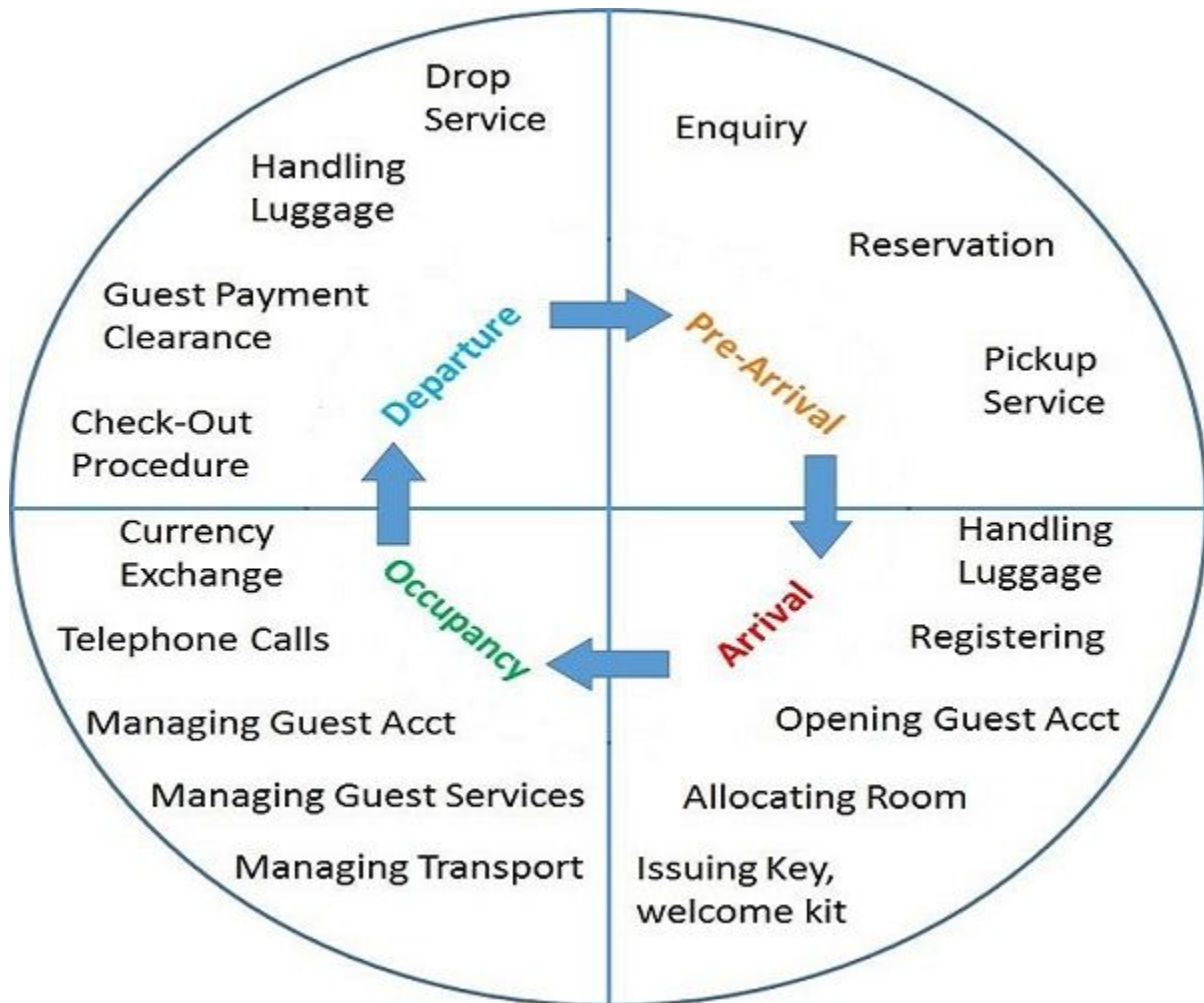 Drop
Service
Handling
Luggage
Guest Payment
Clearance
Check-Out
Procedure
Departure
Enquiry
Reservation
Pickup
Service
Pre-Arrival
Handling
Luggage
Registering
Opening Guest Acct
Allocating Room
Issuing Key,
welcome kit
Arrival
Currency
Exchange
Telephone Calls
Managing Guest Acct
Managing Guest Services
Managing Transport
Occupancy